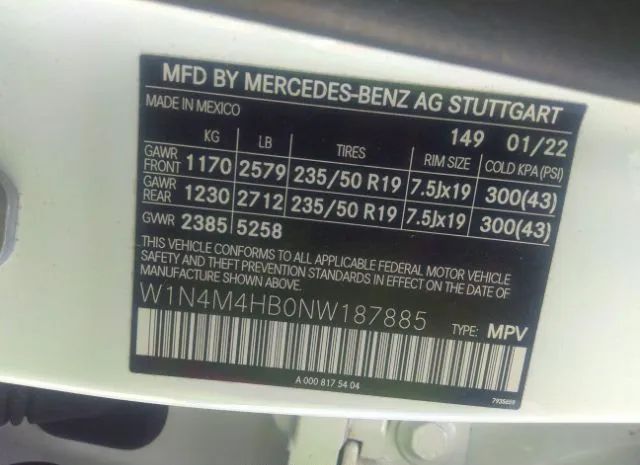 MFD BY MERCEDES-BENZ AG STUTTGART
MADE IN MEXICO 149 01/22
KG LB TIRES RIM SIZE COLD KPA (PSI)
GAWR FRONT 1170 2579 235/50 R19 7.5Jx19 300(43)
GAWR REAR 1230 2712 235/50 R19 7.5Jx19 300(43)
GVWR 2385 5258
THIS VEHICLE CONFORMS TO ALL APPLICABLE FEDERAL MOTOR VEHICLE
SAFETY AND THEFT PREVENTION STANDARDS IN EFFECT ON THE DATE OF
MANUFACTURE SHOWN ABOVE.
W1N4M4HB0NW187885 TYPE: MPV
A 000 817 54 04